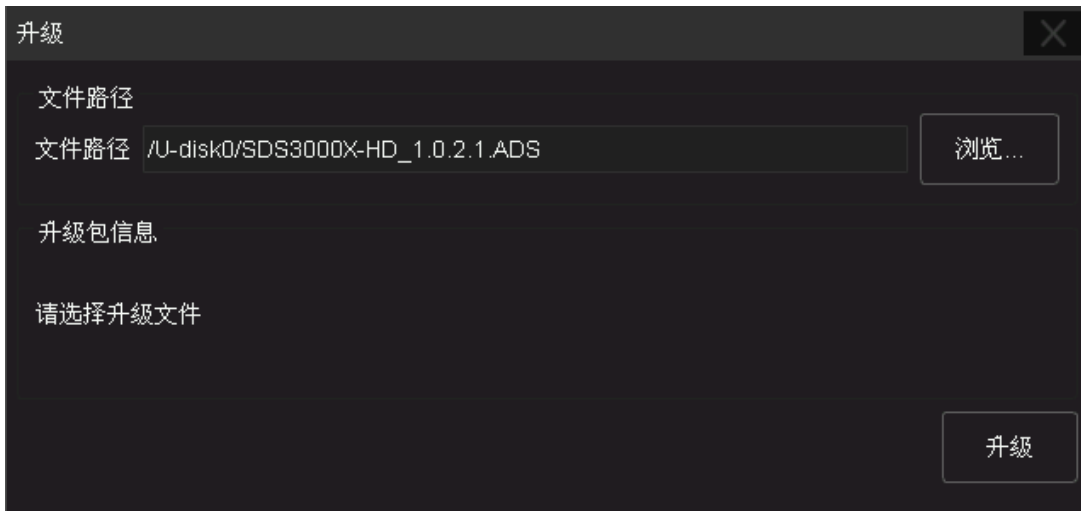 升级
文件路径
文件路径 /U-disk0/SDS3000X-HD_1.0.2.1.ADS 浏览...
升级包信息
请选择升级文件
升级